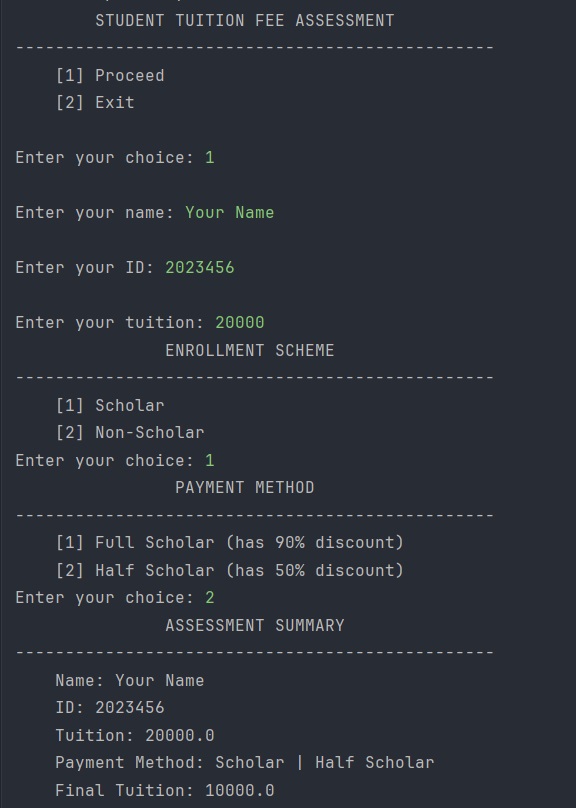 STUDENT TUITION FEE ASSESSMENT
------------------------------------------------
[1] Proceed
[2] Exit
Enter your choice: 1
Enter your name: Your Name
Enter your ID: 2023456
Enter your tuition: 20000
ENROLLMENT SCHEME
------------------------------------------------
[1] Scholar
[2] Non-Scholar
Enter your choice: 1
PAYMENT METHOD
------------------------------------------------
[1] Full Scholar (has 90% discount)
[2] Half Scholar (has 50% discount)
Enter your choice: 2
ASSESSMENT SUMMARY
------------------------------------------------
Name: Your Name
ID: 2023456
Tuition: 20000.0
Payment Method: Scholar | Half Scholar
Final Tuition: 10000.0